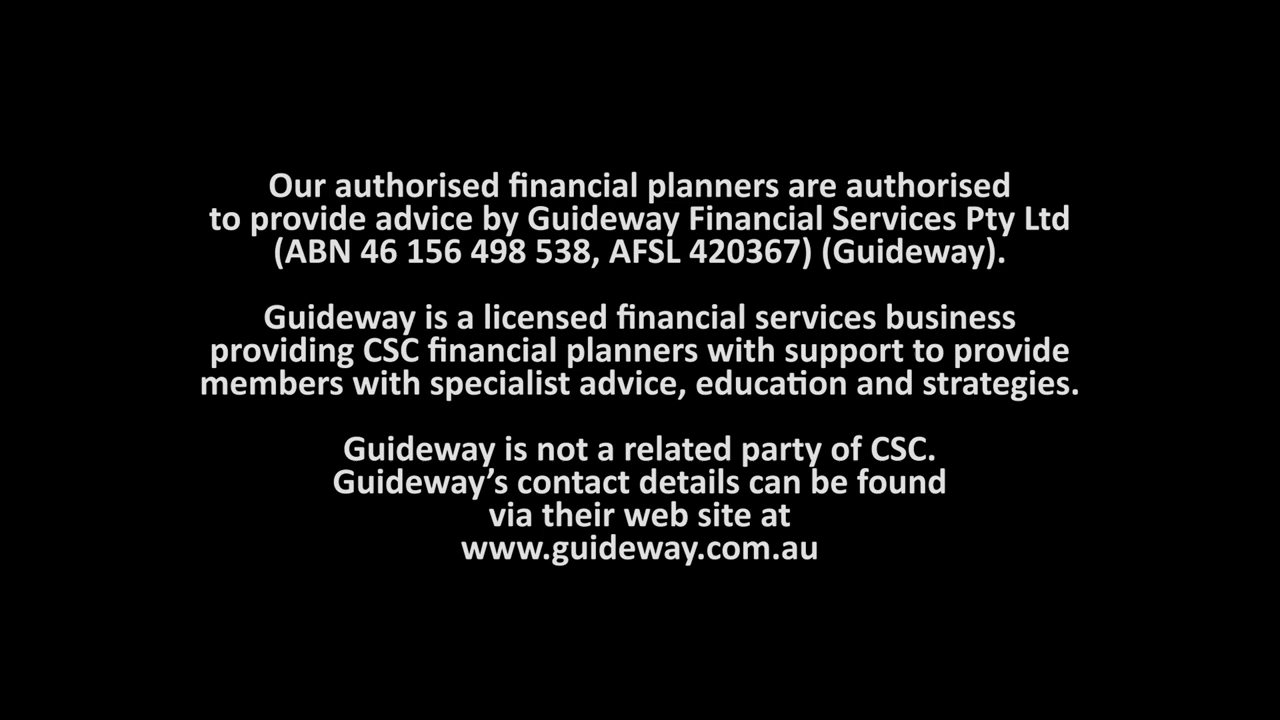 Our authorised financial planners are authorised
to provide advice by Guideway Financial Services Pty Ltd
(ABN 46 156 498 538, AFSL 420367) (Guideway).
Guideway is a licensed financial services business
providing CSC financial planners with support to provide
members with specialist advice, education and strategies.
Guideway is not a related party of CSC.
Guideway’s contact details can be found
via their web site at
www.guideway.com.au